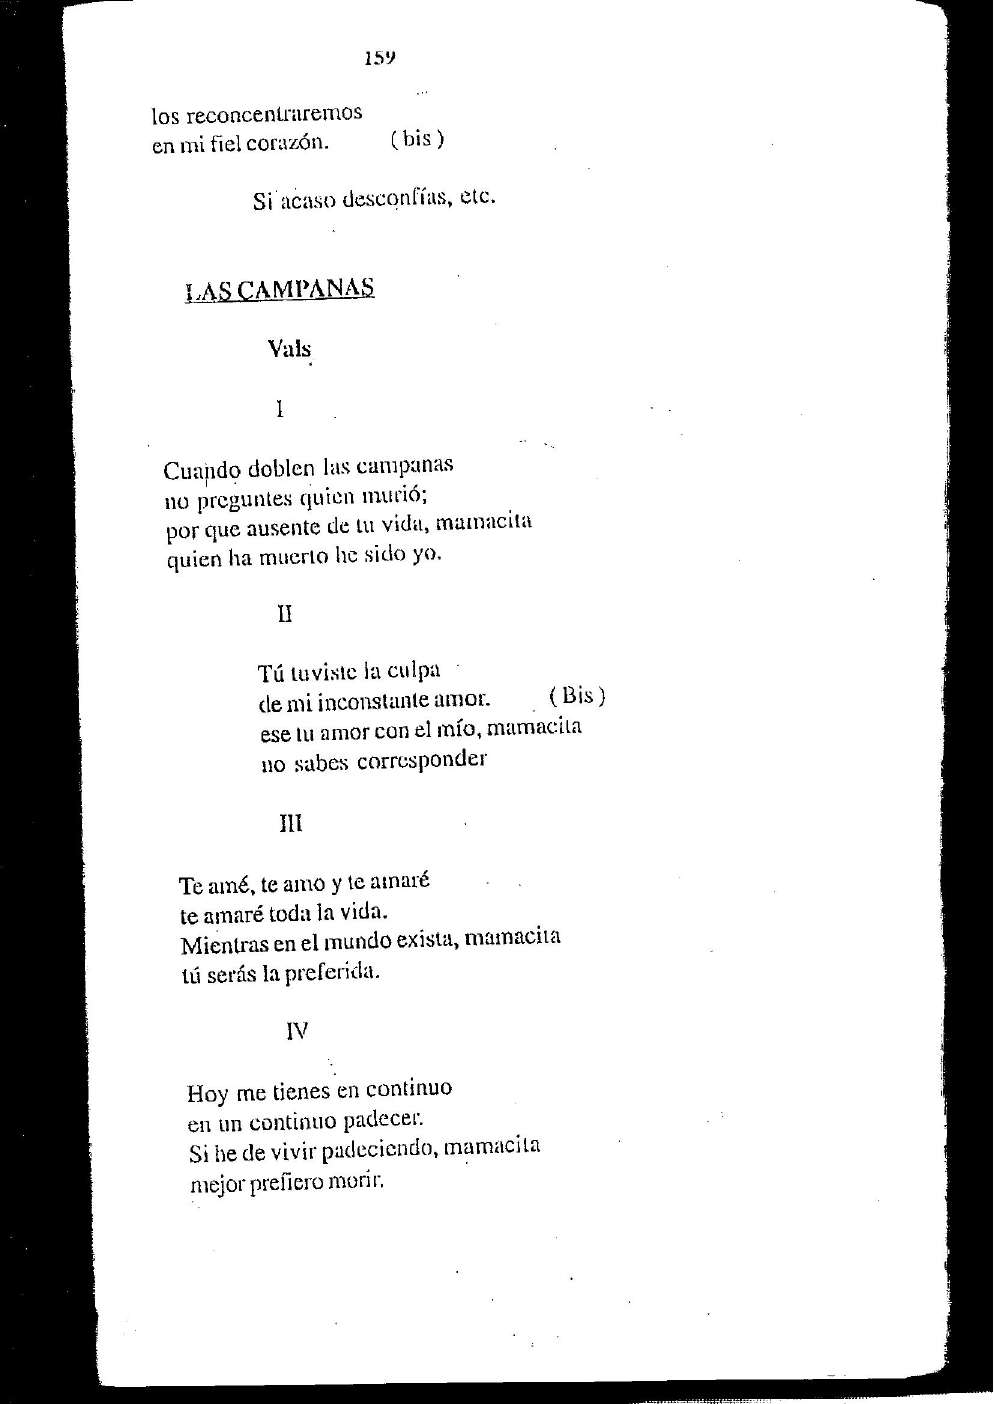 159
los reconcentraremos
en mi fiel corazón. (bis)
Si acaso desconfías, etc.
LAS CAMPANAS
Vals
I
Cuando doblen las campanas
no preguntes quien murió;
por que ausente de tu vida, mamacita
quien ha muerto he sido yo.
II
Tú tuviste la culpa
de mi inconstante amor. (Bis)
ese tu amor con el mío, mamacita
no sabes corresponder
III
Te amé, te amo y te amaré
te amaré toda la vida.
Mientras en el mundo exista, mamacita
tú serás la preferida.
IV
Hoy me tienes en continuo
en un continuo padecer.
Si he de vivir padeciendo, mamacita
mejor prefiero morir.